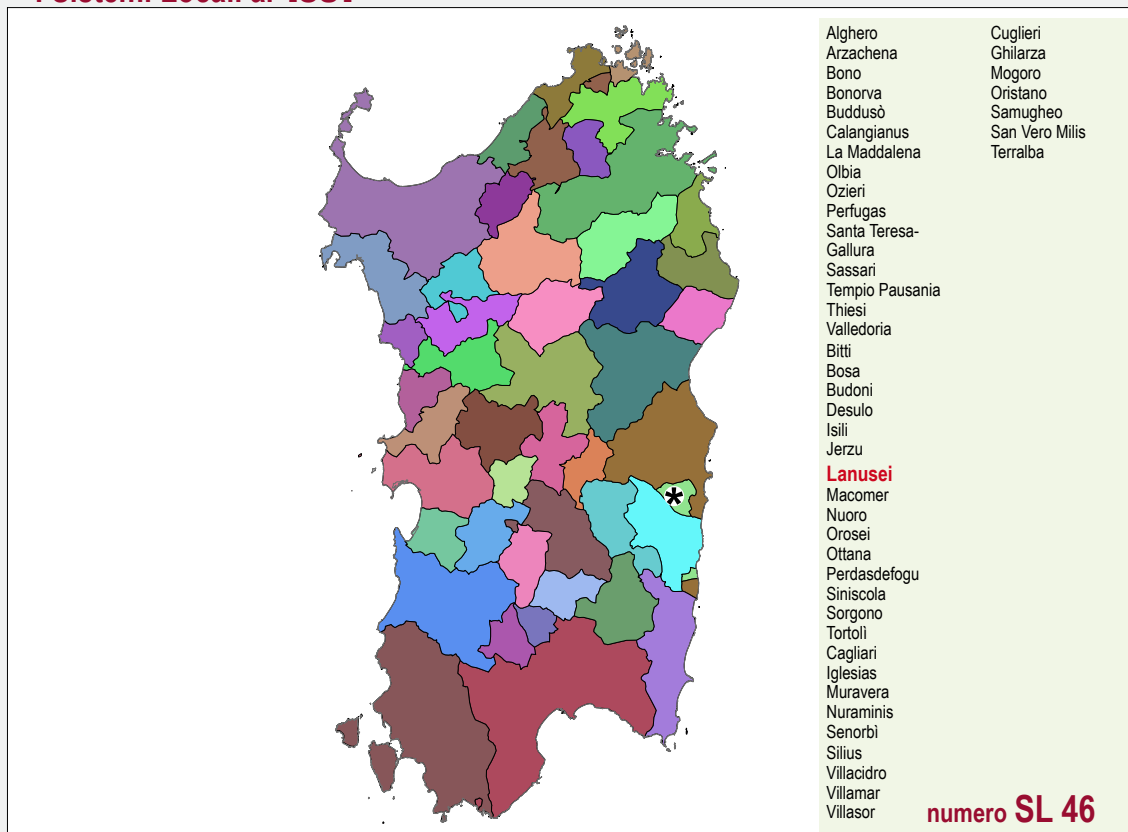 Alghero
Arzachena
Bono
Bonorva
Buddusò
Calangianus
La Maddalena
Olbia
Ozieri
Perfugas
Santa Teresa-
Gallura
Sassari
Tempio Pausania
Thiesi
Valledoria
Bitti
Bosa
Budoni
Desulo
Isili
Jerzu
Lanusei
Macomer
Nuoro
Orosei
Ottana
Perdasdefogu
Siniscola
Sorgono
Tortolì
Cagliari
Iglesias
Muravera
Nuraminis
Senorbì
Silius
Villacidro
Villamar
Villasor
Cuglieri
Ghilarza
Mogoro
Oristano
Samugheo
San Vero Milis
Terralba
*
numero SL 46